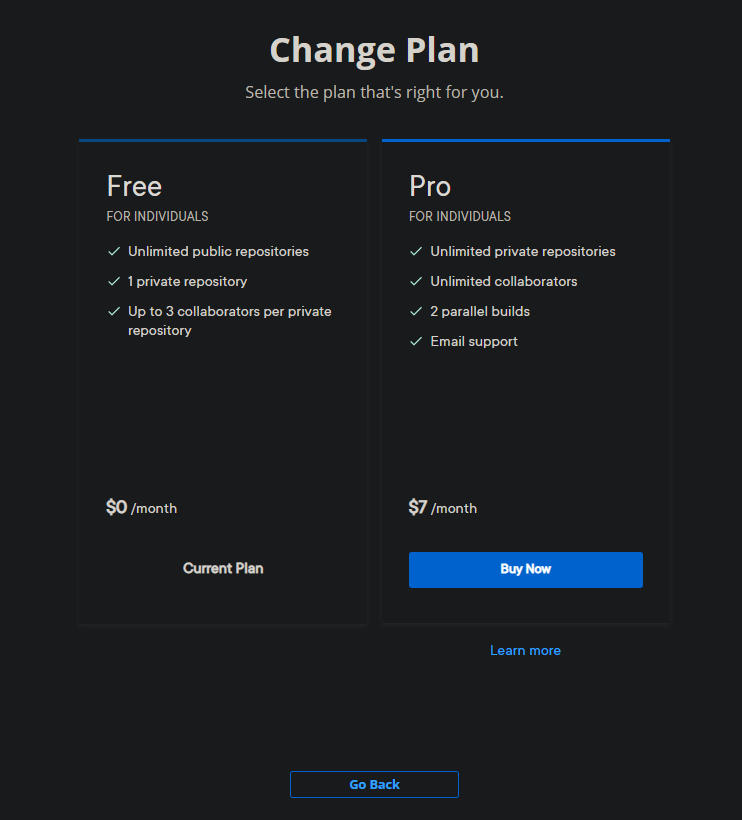 Change Plan
Select the plan that's right for you.
Free
FOR INDIVIDUALS
Unlimited public repositories
1 private repository
Up to 3 collaborators per private
repository
$0 /month
Current Plan
Pro
FOR INDIVIDUALS
Unlimited private repositories
Unlimited collaborators
2 parallel builds
Email support
$7 /month
Buy Now
Learn more
Go Back